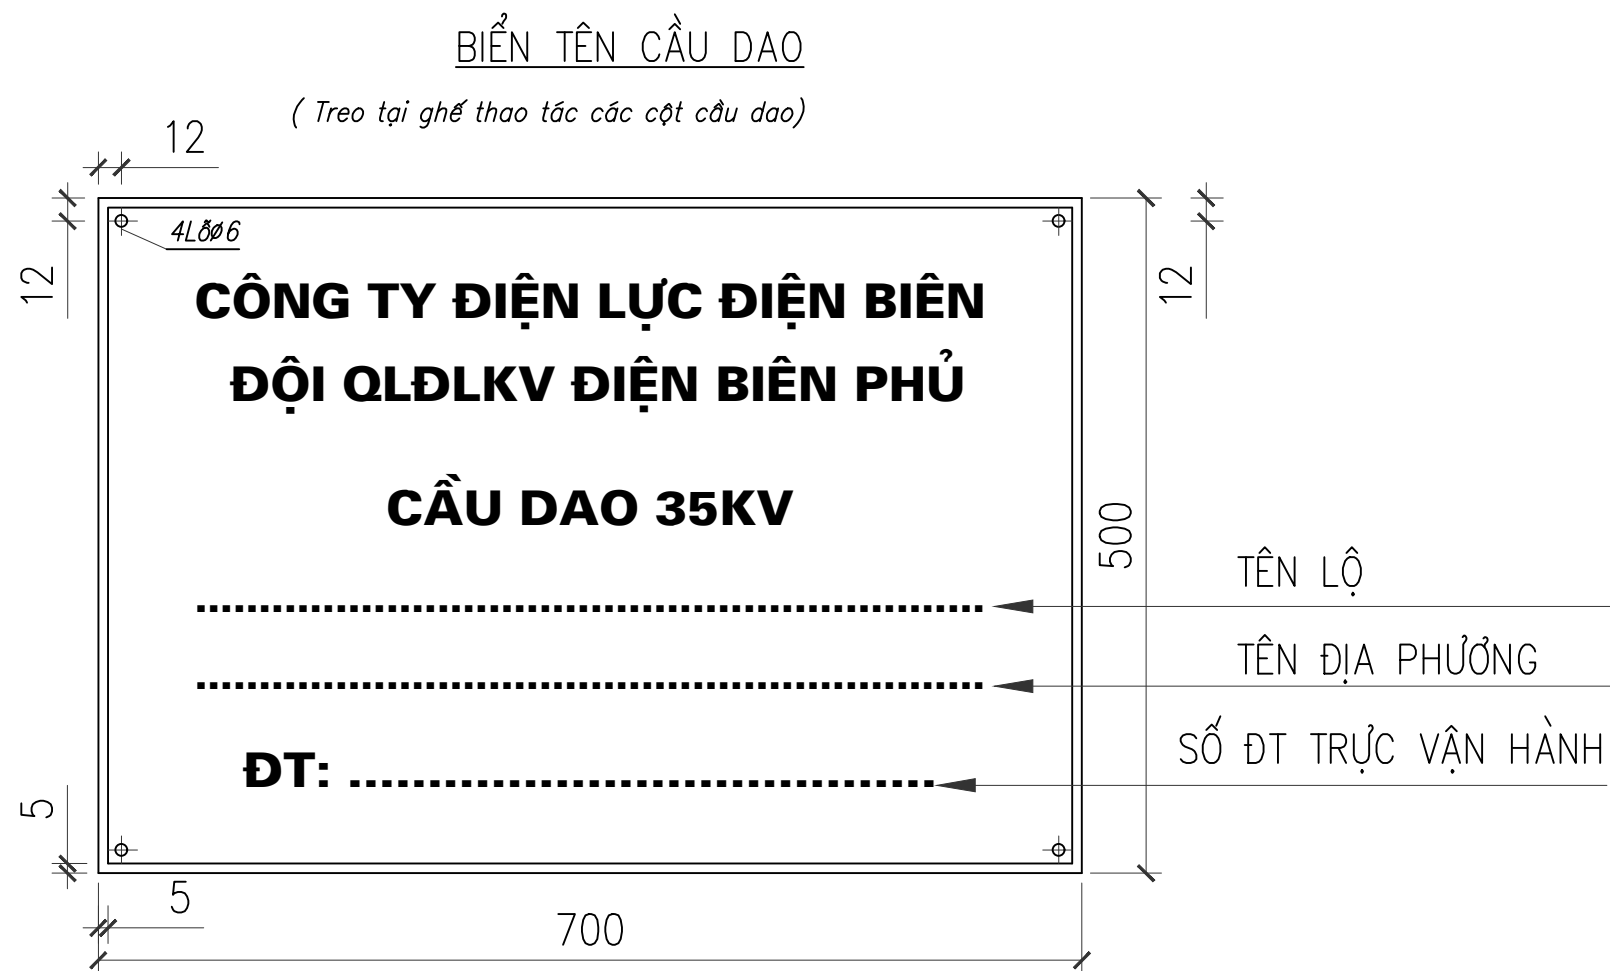 BIỂN TÊN CẦU DAO
( Treo tại ghế thao tác các cột cầu dao)
12
12
12
4Lỗø6
CÔNG TY ĐIỆN LỰC ĐIỆN BIÊN
ĐỘI QLĐLKV ĐIỆN BIÊN PHỦ
CẦU DAO 35KV
500
TÊN LỘ
TÊN ĐỊA PHƯƠNG
SỐ ĐT TRỰC VẬN HÀNH
ĐT: ....................................
5
5
700